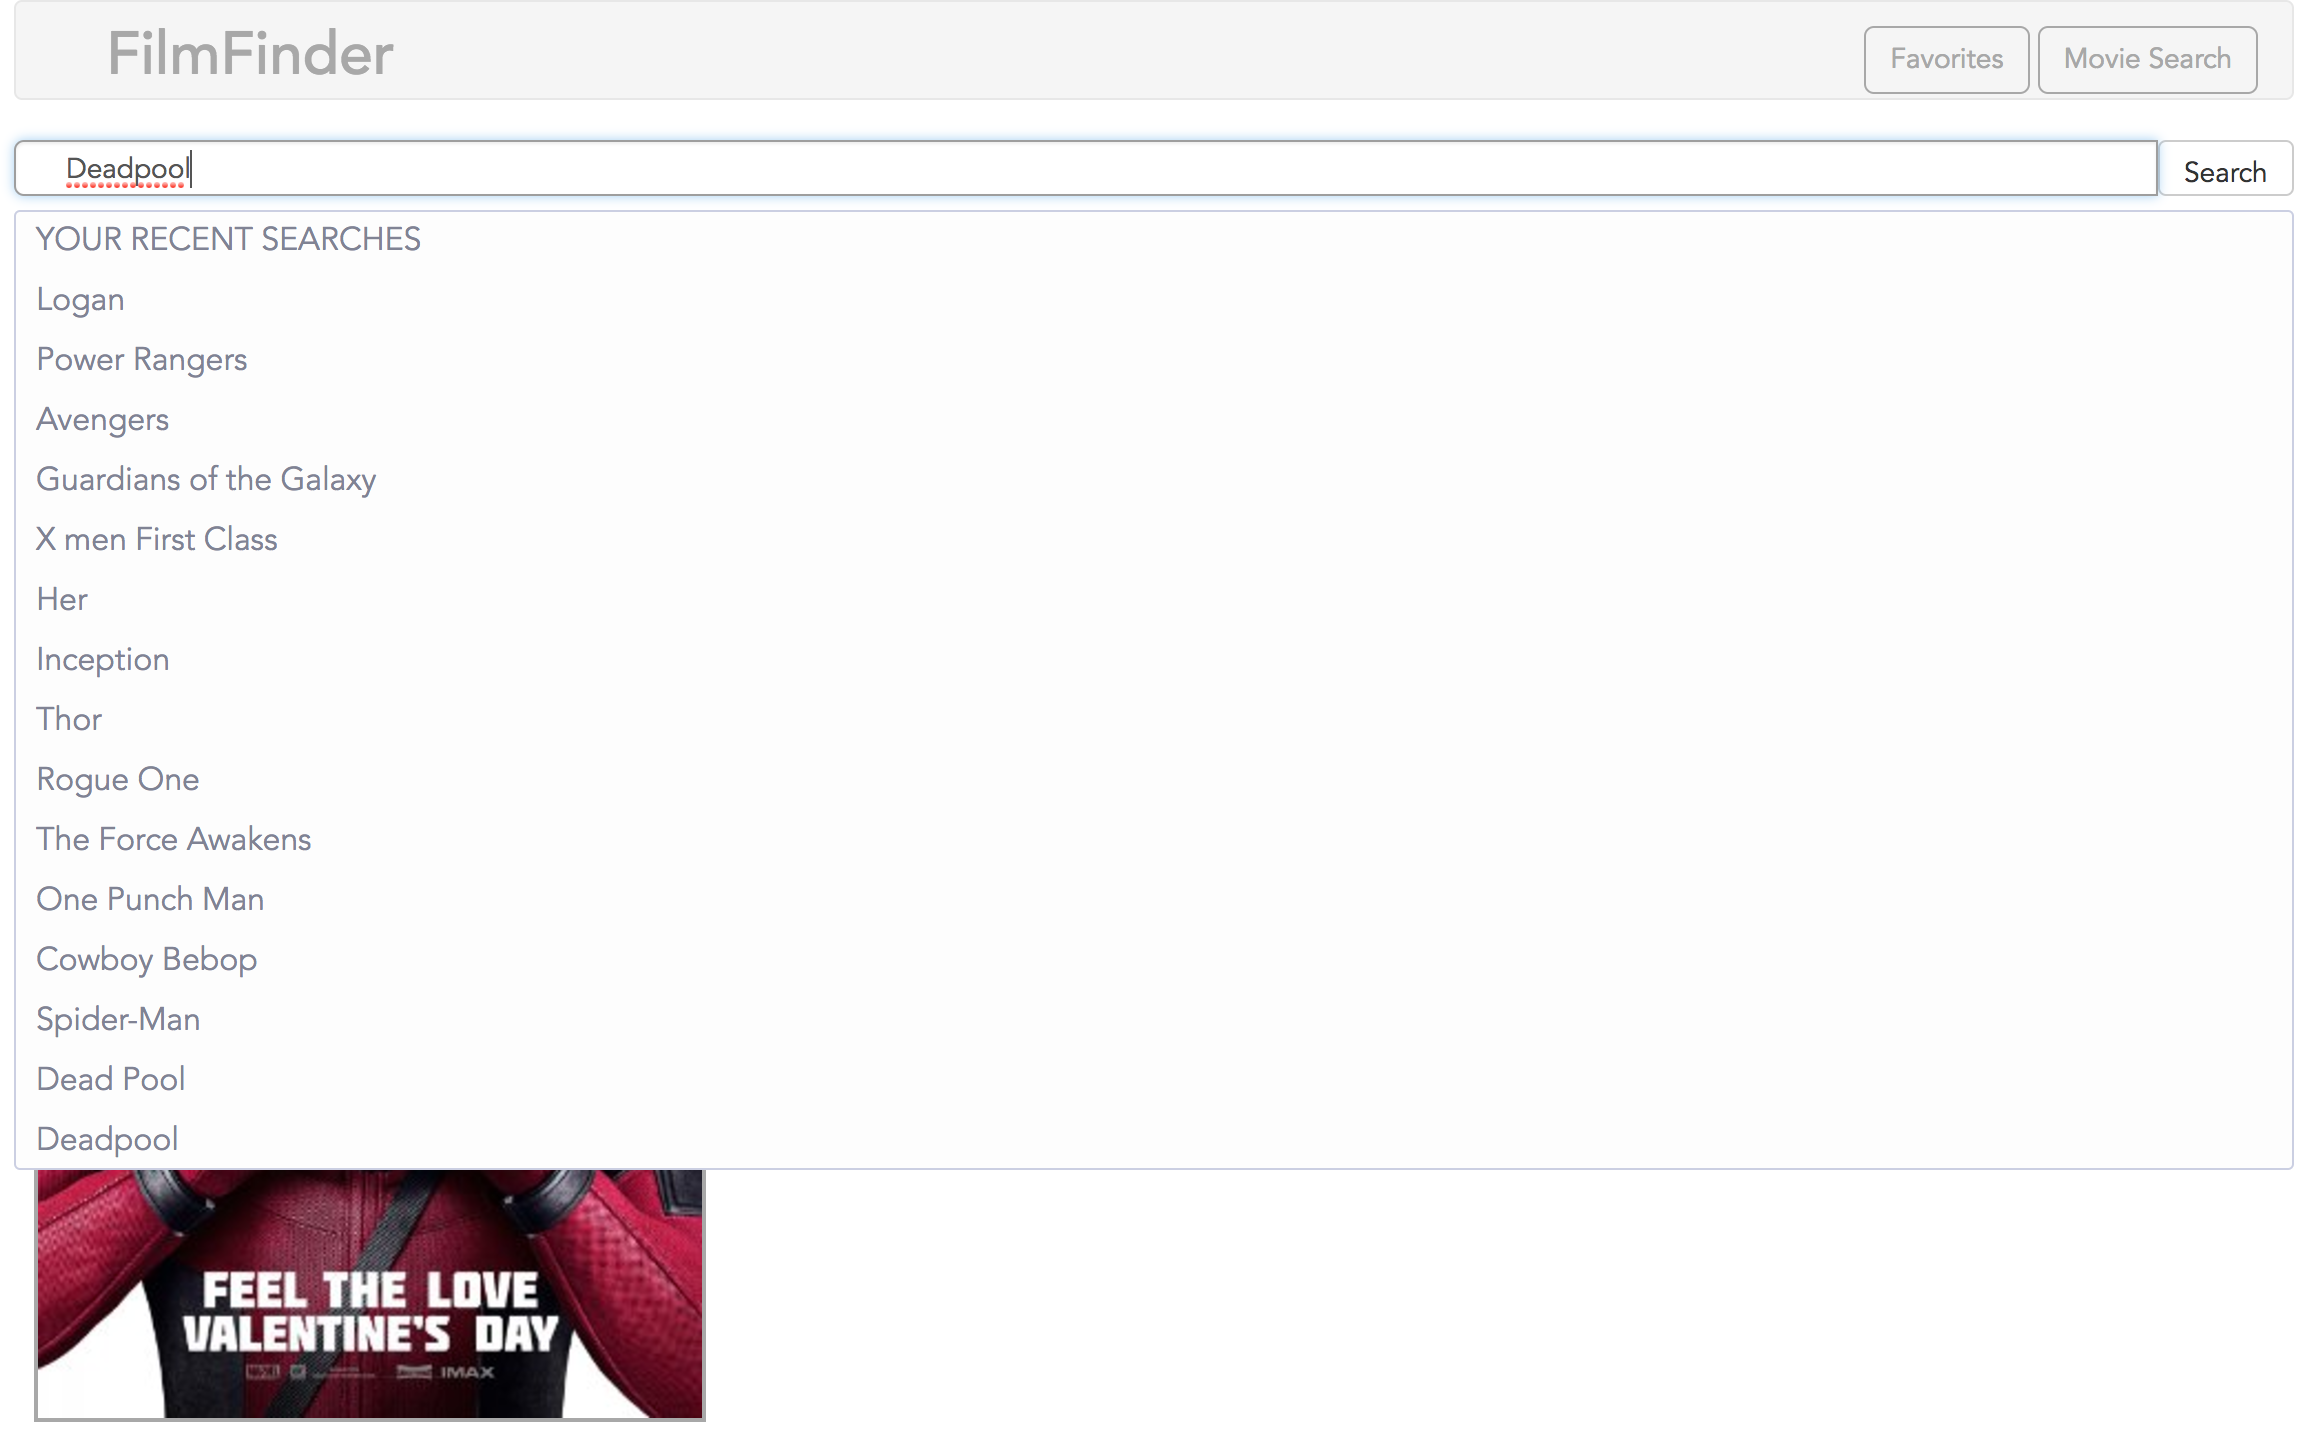 FilmFinder
Favorites
Movie Search
Deadpool
Search
YOUR RECENT SEARCHES
Logan
Power Rangers
Avengers
Guardians of the Galaxy
X men First Class
Her
Inception
Thor
Rogue One
The Force Awakens
One Punch Man
Cowboy Bebop
Spider-Man
Dead Pool
Deadpool
FEEL THE LOVE
VALENTINE'S DAY
IMAX